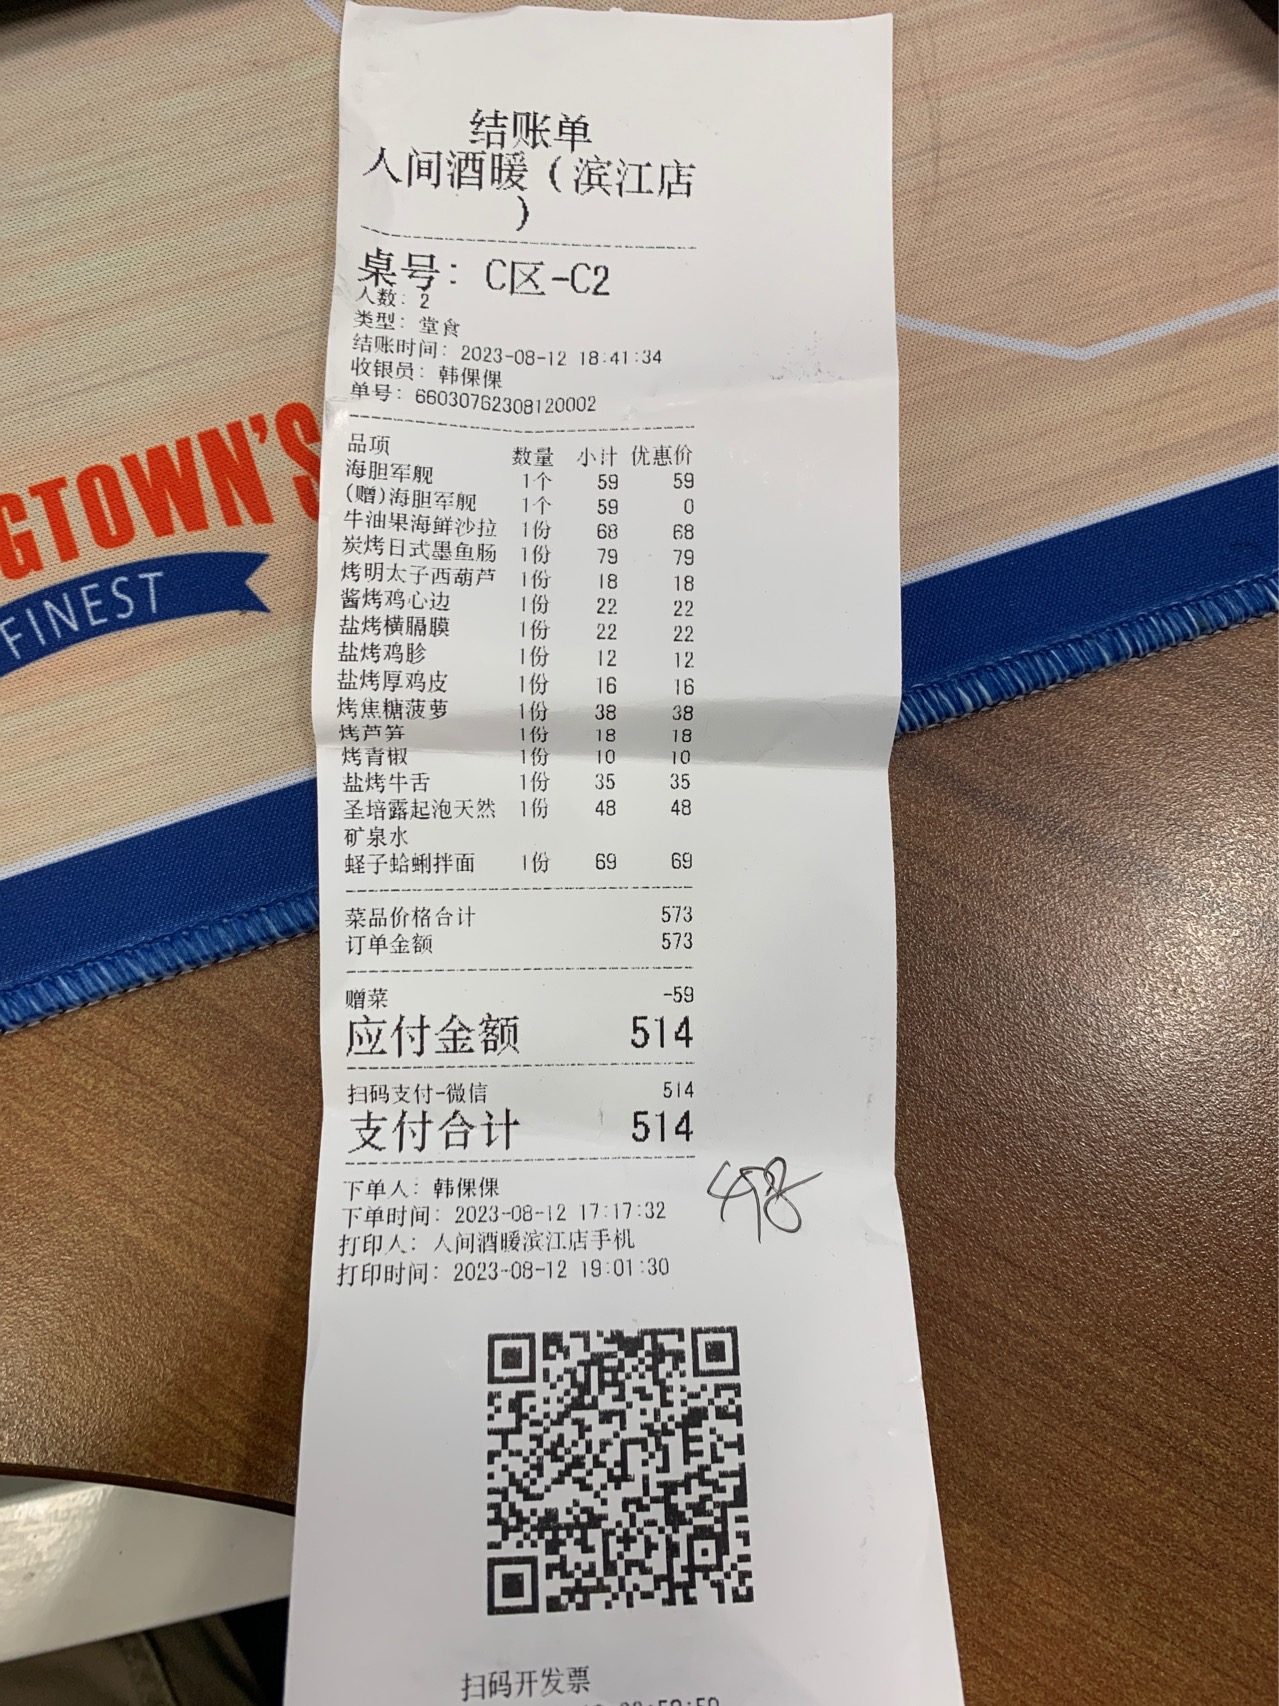 结账单
人间酒暖（滨江店
）
桌号：C区-C2
人数：2
类型：堂食
结账时间：2023-08-12 18:41:34
收银员：韩倮倮
单号：66030762308120002
品项 数量 小计 优惠价
海胆军舰 1个 59 59
(赠)海胆军舰 1个 59 0
牛油果海鲜沙拉 1份 68 68
炭烤日式墨鱼肠 1份 79 79
烤明太子西葫芦 1份 18 18
酱烤鸡心边 1份 22 22
盐烤横膈膜 1份 22 22
盐烤鸡胗 1份 12 12
盐烤厚鸡皮 1份 16 16
烤焦糖菠萝 1份 38 38
烤芦笋 1份 18 18
烤青椒 1份 10 10
盐烤牛舌 1份 35 35
圣培露起泡天然 1份 48 48
矿泉水
蛏子蛤蜊拌面 1份 69 69
菜品价格合计 573
订单金额 573
赠菜 -59
应付金额 514
扫码支付-微信 514
支付合计 514
下单人：韩倮倮
下单时间：2023-08-12 17:17:32
打印人：人间酒暖滨江店手机
打印时间：2023-08-12 19:01:30
扫码开发票
GTOWN'S
FINEST